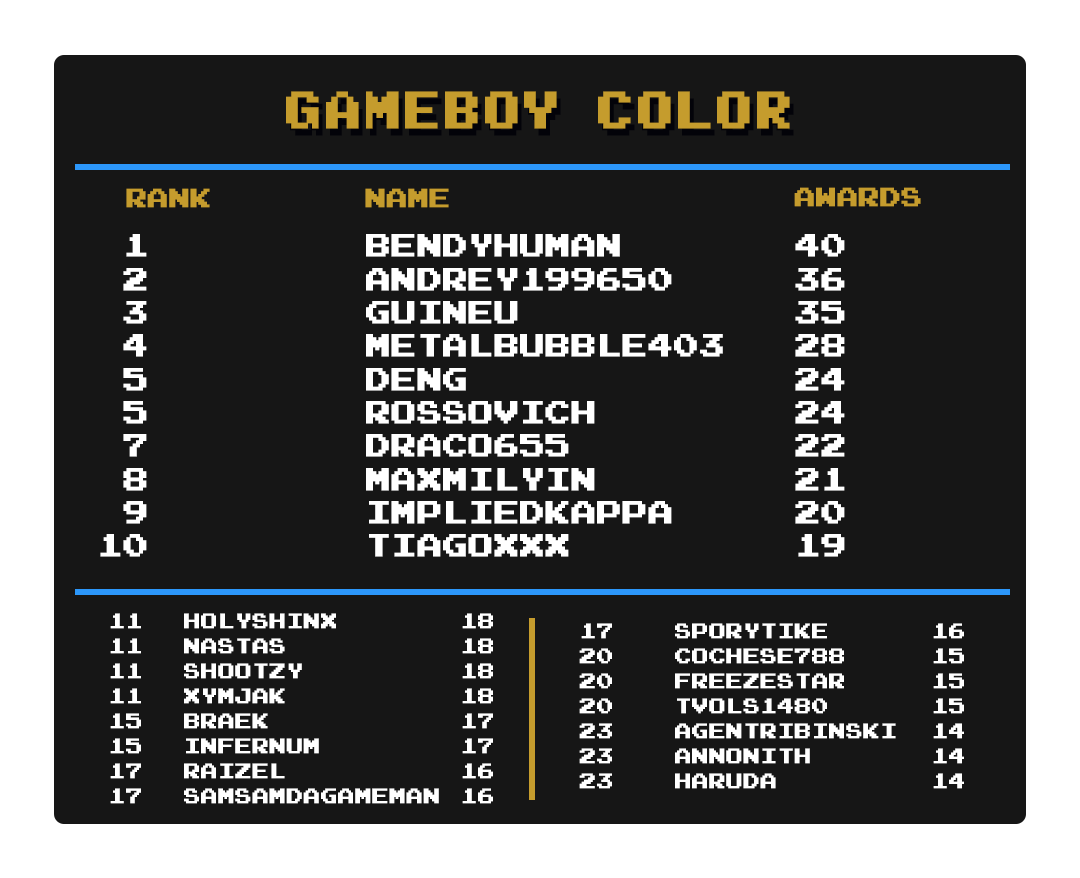 GAMEBOY COLOR
RANK NAME AWARDS
1 BENDYHUMAN 40
2 ANDREY199650 36
3 GUINEU 35
4 METALBUBBLE403 28
5 DENG 24
5 ROSSOVICH 24
7 DRACO655 22
8 MAXMILYIN 21
9 IMPLIEDKAPPA 20
10 TIAGOXXX 19
11 HOLYSHINX 18
11 NASTAS 18
11 SHOOTZY 18
11 XYMJAK 18
15 BRAEK 17
15 INFERNUM 17
17 RAIZEL 16
17 SAMSAMDAGAMEMAN 16
17 SPORYTIKE 16
20 COCHESE788 15
20 FREEZESTAR 15
20 TVOLS1480 15
23 AGENTRIBINSKI 14
23 ANNONITH 14
23 HARUDA 14